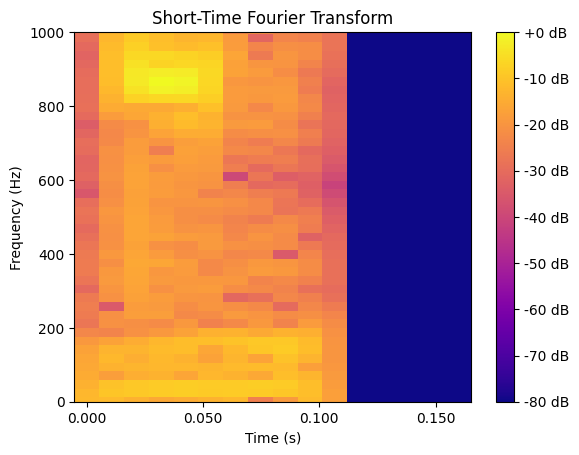 Short-Time Fourier Transform
1000
800
600
400
200
0
Frequency (Hz)
0.000
0.050
0.100
0.150
Time (s)
+0 dB
-10 dB
-20 dB
-30 dB
-40 dB
-50 dB
-60 dB
-70 dB
-80 dB